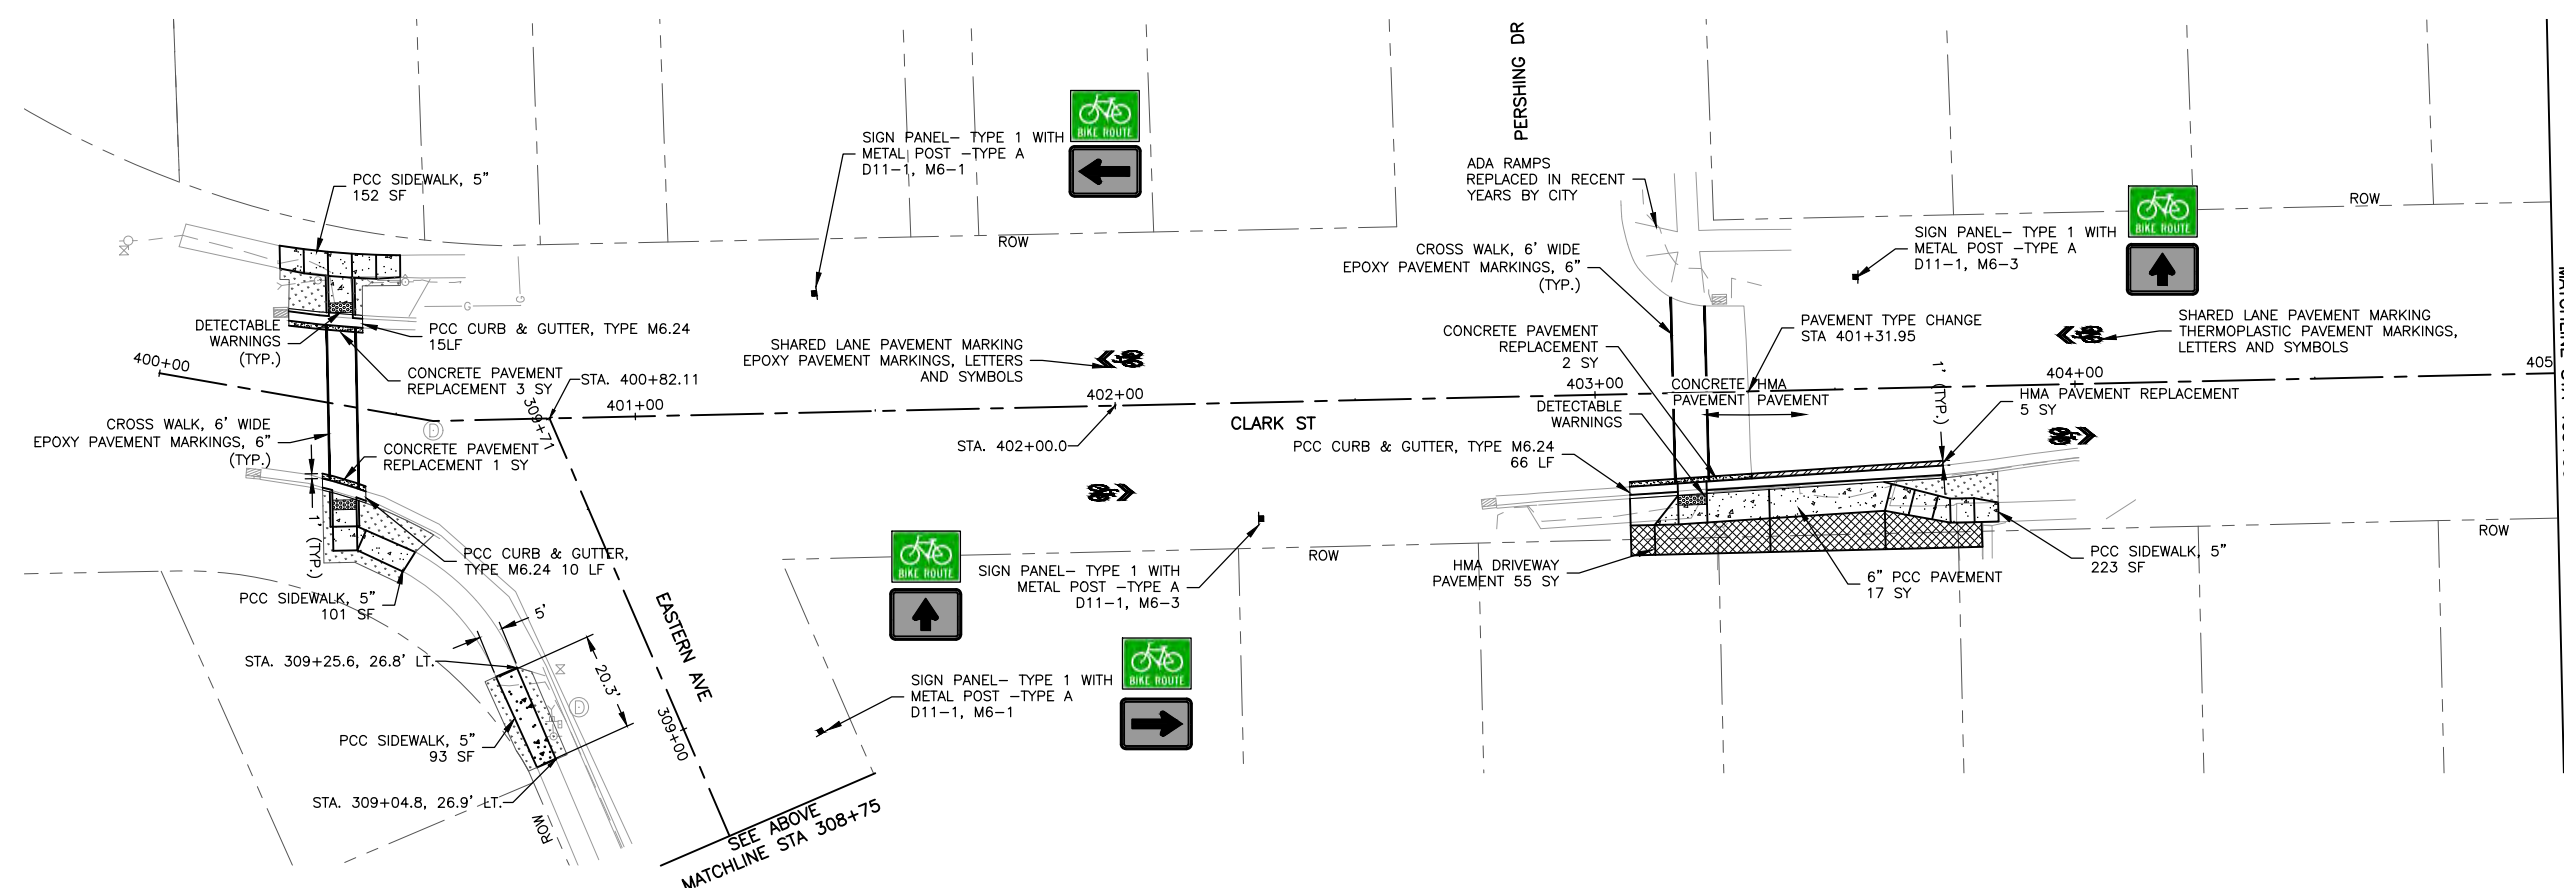 PERSHING DR
BIKE ROUTE
SIGN PANEL- TYPE 1 WITH
METAL POST -TYPE A
D11-1, M6-1
PCC SIDEWALK, 5"
152 SF
ADA RAMPS
REPLACED IN RECENT
YEARS BY CITY
BIKE ROUTE
ROW
SIGN PANEL- TYPE 1 WITH
METAL POST -TYPE A
D11-1, M6-3
ROW
CROSS WALK, 6' WIDE
EPOXY PAVEMENT MARKINGS, 6"
(TYP.)
G
G
DETECTABLE
WARNINGS
(TYP.)
PCC CURB & GUTTER, TYPE M6.24
15LF
SHARED LANE PAVEMENT MARKING
EPOXY PAVEMENT MARKINGS, LETTERS
AND SYMBOLS
CONCRETE PAVEMENT
REPLACEMENT
2 SY
PAVEMENT TYPE CHANGE
STA 401+31.95
SHARED LANE PAVEMENT MARKING
THERMOPLASTIC PAVEMENT MARKINGS,
LETTERS AND SYMBOLS
400+00
CONCRETE PAVEMENT
REPLACEMENT 3 SY
STA. 400+82.11
309+71
401+00
402+00
403+00
CONCRETE
PAVEMENT
HMA
PAVEMENT
1' (TYP.)
404+00
405
HMA PAVEMENT REPLACEMENT
5 SY
CROSS WALK, 6' WIDE
EPOXY PAVEMENT MARKINGS, 6"
(TYP.)
D
CONCRETE PAVEMENT
REPLACEMENT 1 SY
STA. 402+00.0
CLARK ST
DETECTABLE
WARNINGS
PCC CURB & GUTTER, TYPE M6.24
66 LF
1' (TYP.)
PCC CURB & GUTTER,
TYPE M6.24 10 LF
PCC SIDEWALK, 5"
101 SF
BIKE ROUTE
SIGN PANEL- TYPE 1 WITH
METAL POST -TYPE A
D11-1, M6-3
ROW
HMA DRIVEWAY
PAVEMENT 55 SY
6" PCC PAVEMENT
17 SY
PCC SIDEWALK, 5"
223 SF
ROW
5'
20.3'
EASTERN AVE
STA. 309+25.6, 26.8' LT.
D
309+00
SIGN PANEL- TYPE 1 WITH
METAL POST -TYPE A
D11-1, M6-1
BIKE ROUTE
PCC SIDEWALK, 5"
93 SF
STA. 309+04.8, 26.9' LT.
ROW
SEE ABOVE
MATCHLINE STA 308+75